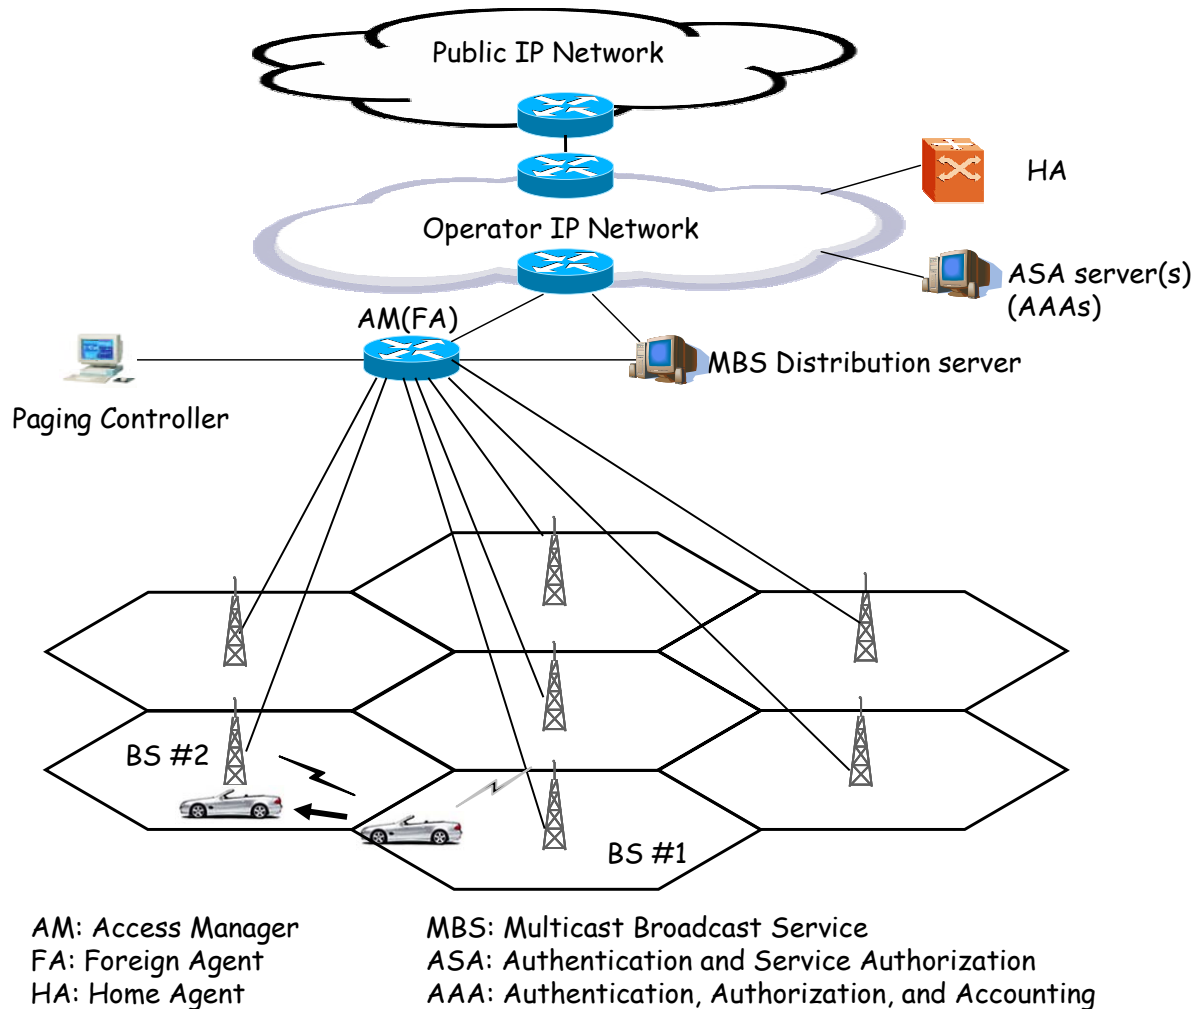 Public IP Network
HA
Operator IP Network
ASA server(s)
(AAAs)
AM(FA)
MBS Distribution server
Paging Controller
BS #2
BS #1
AM: Access Manager
FA: Foreign Agent
HA: Home Agent
MBS: Multicast Broadcast Service
ASA: Authentication and Service Authorization
AAA: Authentication, Authorization, and Accounting